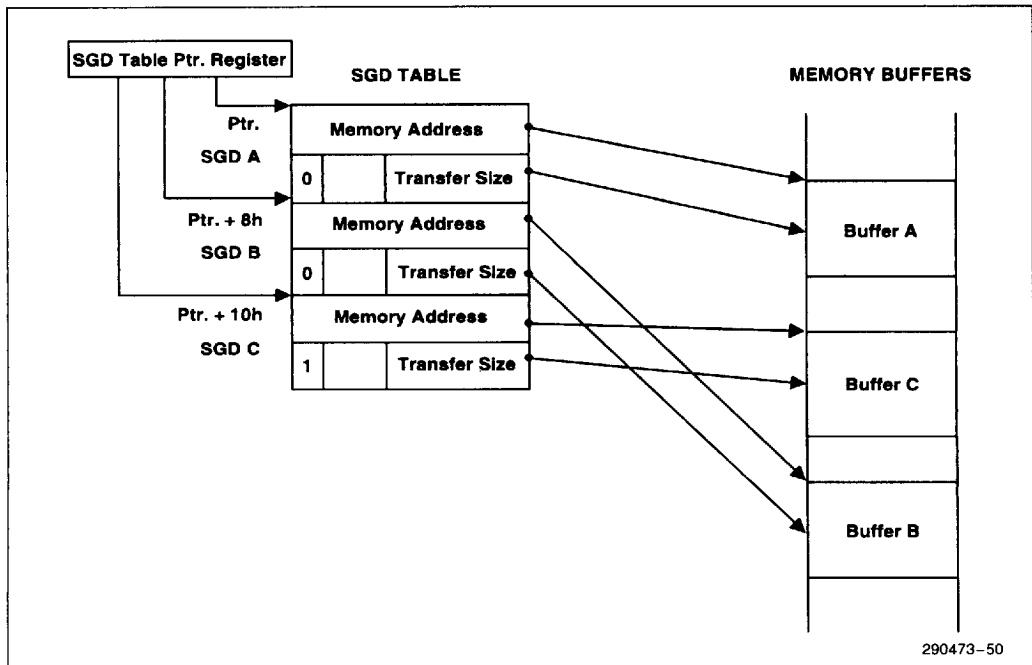 SGD Table Ptr. Register
SGD TABLE
MEMORY BUFFERS
Ptr.
SGD A
Memory Address
0
Transfer Size
Ptr. + 8h
SGD B
Memory Address
0
Transfer Size
Ptr. + 10h
SGD C
Memory Address
1
Transfer Size
Buffer A
Buffer C
Buffer B
290473–50